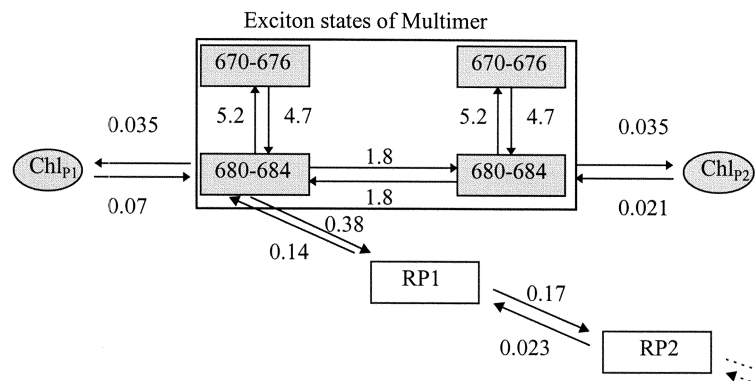 Exciton states of Multimer
670-676 670-676
5.2 4.7 5.2 4.7
0.035 0.035
Chl_P1 680-684 1.8 680-684 Chl_P2
0.07 1.8 0.021
0.38
0.14
RP1
0.17
0.023
RP2